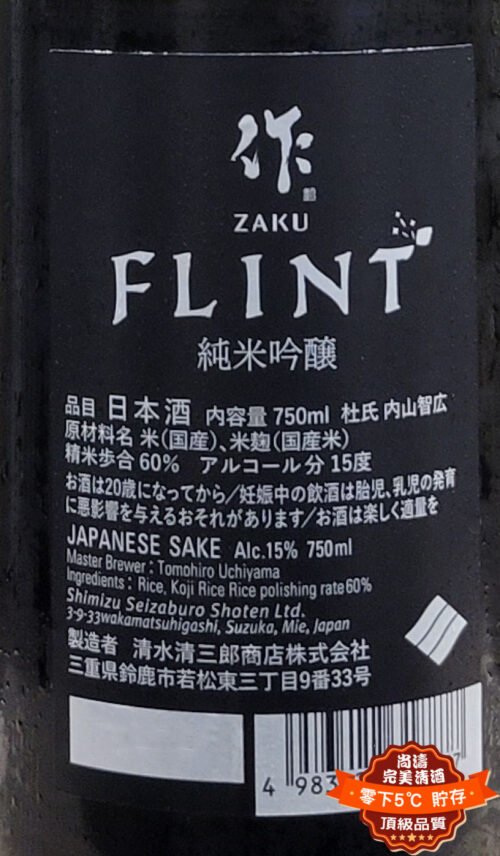 作
ZAKU
FLINT
純米吟醸
品目 日本酒 内容量 750ml 杜氏 内山智広
原材料名 米(国産)、米麹(国産米)
精米歩合 60% アルコール分 15度
お酒は20歳になってから/妊娠中の飲酒は胎児、乳児の発育
に悪影響を与えるおそれがあります/お酒は楽しく適量を
JAPANESE SAKE Alc.15% 750ml
Master Brewer : Tomohiro Uchiyama
Ingredients : Rice, Koji Rice Rice polishing rate60%
Shimizu Seizaburo Shoten Ltd.
3-9-33wakamatsuhigashi, Suzuka, Mie, Japan
製造者 清水清三郎商店株式会社
三重県鈴鹿市若松東三丁目9番33号
4 983
尚濤
完美清酒
零下5℃ 貯存
頂級品質